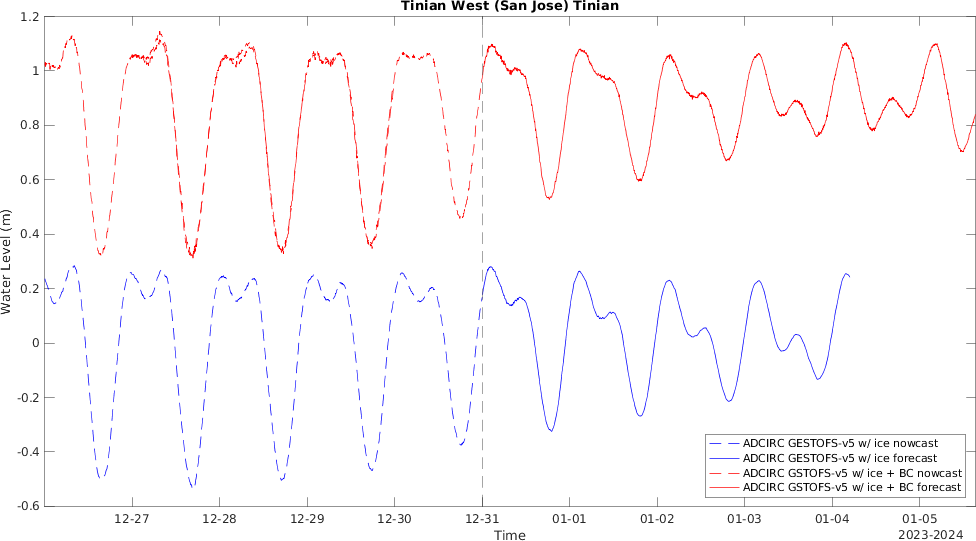 Tinian West (San Jose) Tinian
1.2
1
0.8
0.6
0.4
0.2
0
-0.2
-0.4
-0.6
Water Level (m)
ADCIRC GESTOFS-v5 w/ ice nowcast
ADCIRC GESTOFS-v5 w/ ice forecast
ADCIRC GSTOFS-v5 w/ ice + BC nowcast
ADCIRC GSTOFS-v5 w/ ice + BC forecast
12-27 12-28 12-29 12-30 12-31 01-01 01-02 01-03 01-04 01-05
Time
2023-2024